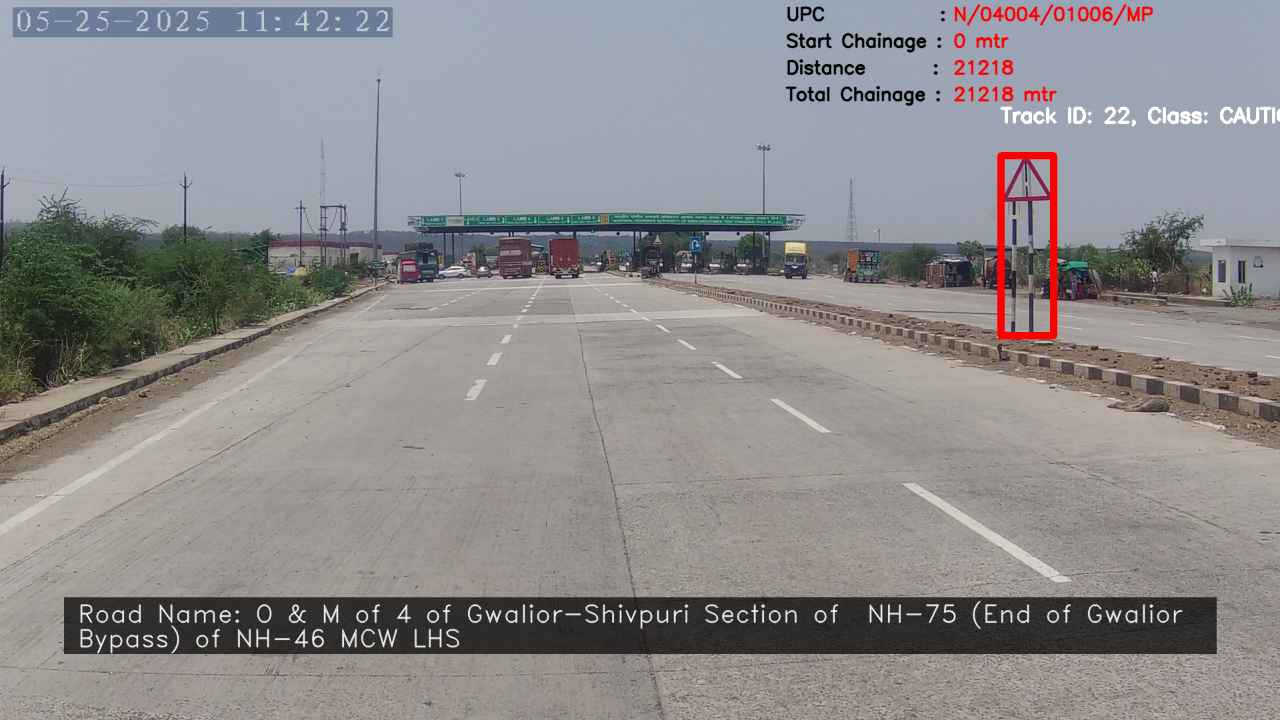 05-25-2025 11:42:22
UPC : N/04004/01006/MP
Start Chainage : 0 mtr
Distance : 21218
Total Chainage : 21218 mtr
Track ID: 22, Class: CAUTIO
Road Name: O & M of 4 of Gwalior-Shivpuri Section of NH-75 (End of Gwalior
Bypass) of NH-46 MCW LHS